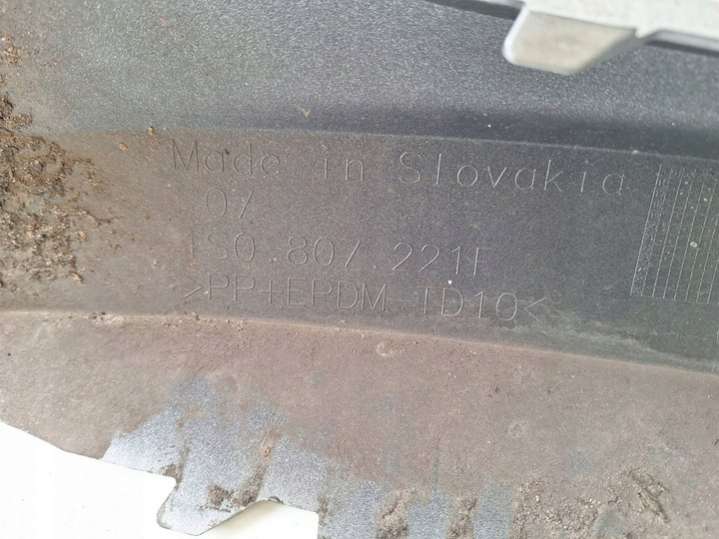 Made in Slovakia
07
1S0.807.221F
>PP+EPDM-TD10<